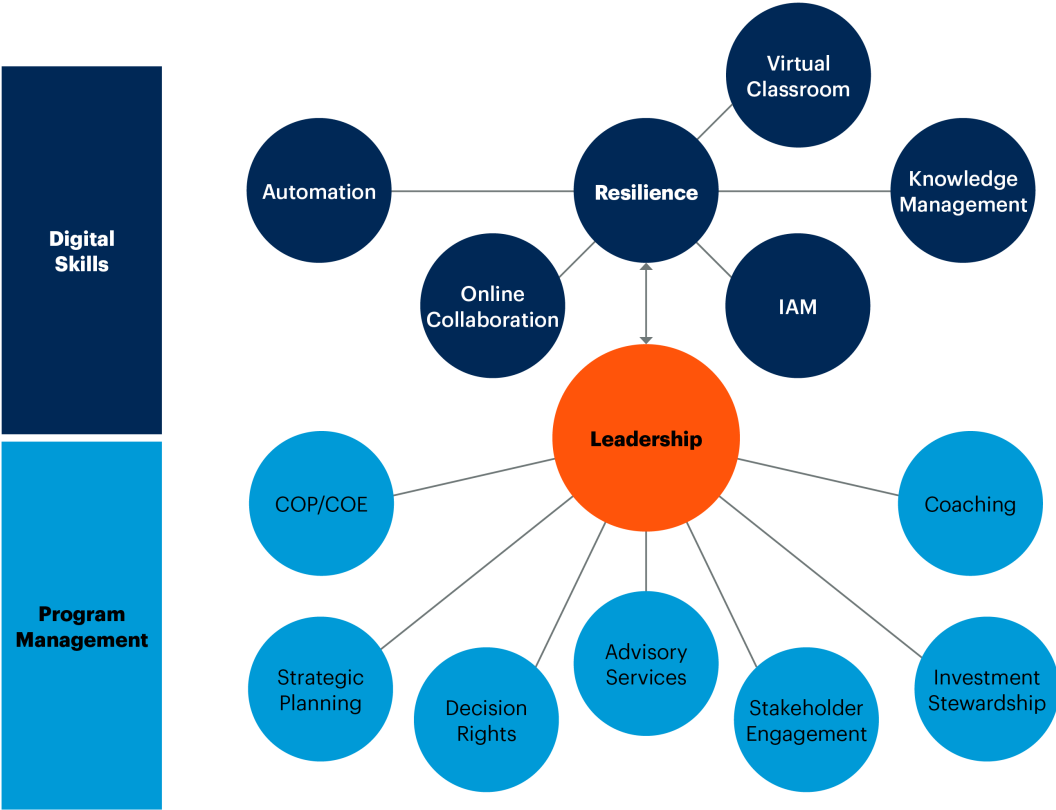 Virtual
Classroom
Automation
Resilience
Knowledge
Management
Digital
Skills
Online
Collaboration
IAM
Leadership
COP/COE
Coaching
Program
Management
Strategic
Planning
Decision
Rights
Advisory
Services
Stakeholder
Engagement
Investment
Stewardship